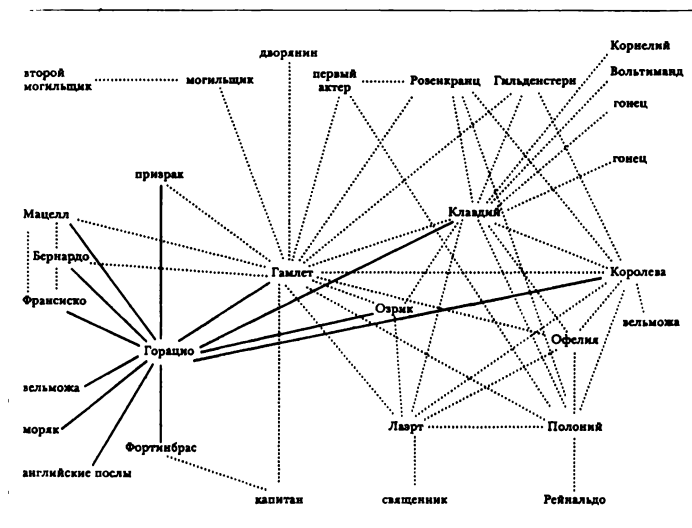 дворянин
Корнелий
второй
могильщик
могильщик
первый
актер
Розенкранц
Гильденстерн
Вольтиманд
гонец
гонец
призрак
Мацелл
Клавдий
Бернардо
Гамлет
Королева
Франсиско
Озрик
вельможа
Горацио
Офелия
вельможа
моряк
Фортинбрас
Лаэрт
Полоний
английские послы
капитан
священник
Рейнальдо